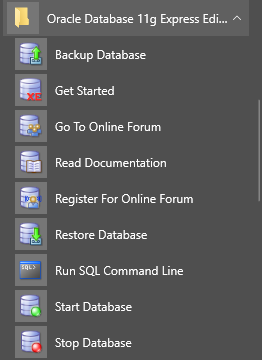 Oracle Database 11g Express Edi...
Backup Database
Get Started
Go To Online Forum
Read Documentation
Register For Online Forum
Restore Database
Run SQL Command Line
Start Database
Stop Database